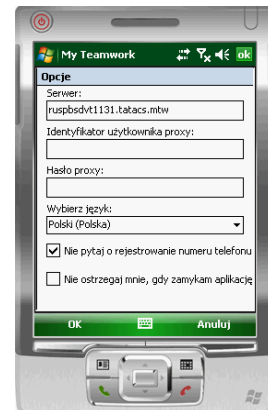 My Teamwork
ok
Opcje
Serwer:
ruspbsdvt1131.tatacs.mtw
Identyfikator użytkownika proxy:
Hasło proxy:
Wybierz język:
Polski (Polska)
Nie pytaj o rejestrowanie numeru telefonu
Nie ostrzegaj mnie, gdy zamykam aplikację
OK
Anuluj